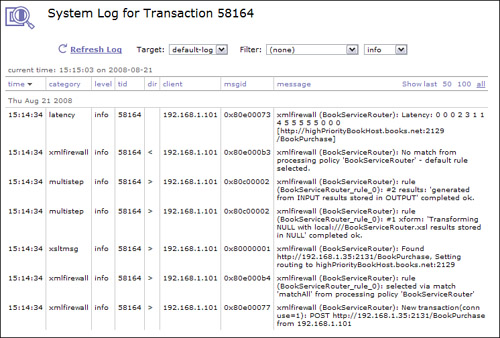 System Log for Transaction 58164
Refresh Log Target: default-log Filter: (none) info
current time: 15:15:03 on 2008-08-21
time category level tid dir client msgid message Show last 50 100 all
Thu Aug 21 2008
15:14:34 latency info 58164 192.168.1.101 0x80e00073 xmlfirewall (BookServiceRouter): Latency: 0 0 0 2 3 1 1
4 5 5 5 5 5 0 0 0
[http://highPriorityBookHost.books.net:2129
/BookPurchase]
15:14:34 xmlfirewall info 58164 < 192.168.1.101 0x80e000b3 xmlfirewall (BookServiceRouter): No match from
processing policy 'BookServiceRouter' - default rule
selected.
15:14:34 multistep info 58164 > 192.168.1.101 0x80c00002 xmlfirewall (BookServiceRouter): rule
(BookServiceRouter_rule_0): #2 results: 'generated
from INPUT results stored in OUTPUT' completed ok.
15:14:34 multistep info 58164 > 192.168.1.101 0x80c00002 xmlfirewall (BookServiceRouter): rule
(BookServiceRouter_rule_0): #1 xform: 'Transforming
NULL with local:///BookServiceRouter.xsl results stored
in NULL' completed ok.
15:14:34 xsltmsg info 58164 > 192.168.1.101 0x80000001 xmlfirewall (BookServiceRouter): Found
http://192.168.1.35:2131/BookPurchase, Setting
routing to highPriorityBookHost.books.net:2129
15:14:34 xmlfirewall info 58164 > 192.168.1.101 0x80e000b4 xmlfirewall (BookServiceRouter): rule
(BookServiceRouter_rule_0): selected via match
'matchAll' from processing policy 'BookServiceRouter'
15:14:34 xmlfirewall info 58164 > 192.168.1.101 0x80e00077 xmlfirewall (BookServiceRouter): New transaction(conn
use=1): POST http://192.168.1.35:2131/BookPurchase
from 192.168.1.101